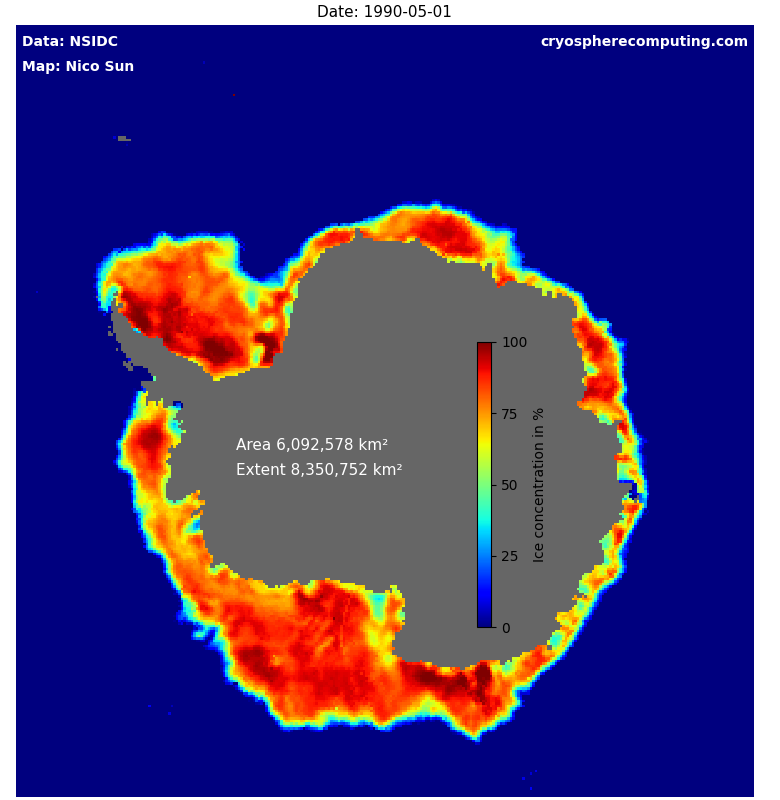 Date: 1990-05-01
Data: NSIDC
cryospherecomputing.com
Map: Nico Sun
100
75
50
25
0
Ice concentration in %
Area 6,092,578 km²
Extent 8,350,752 km²